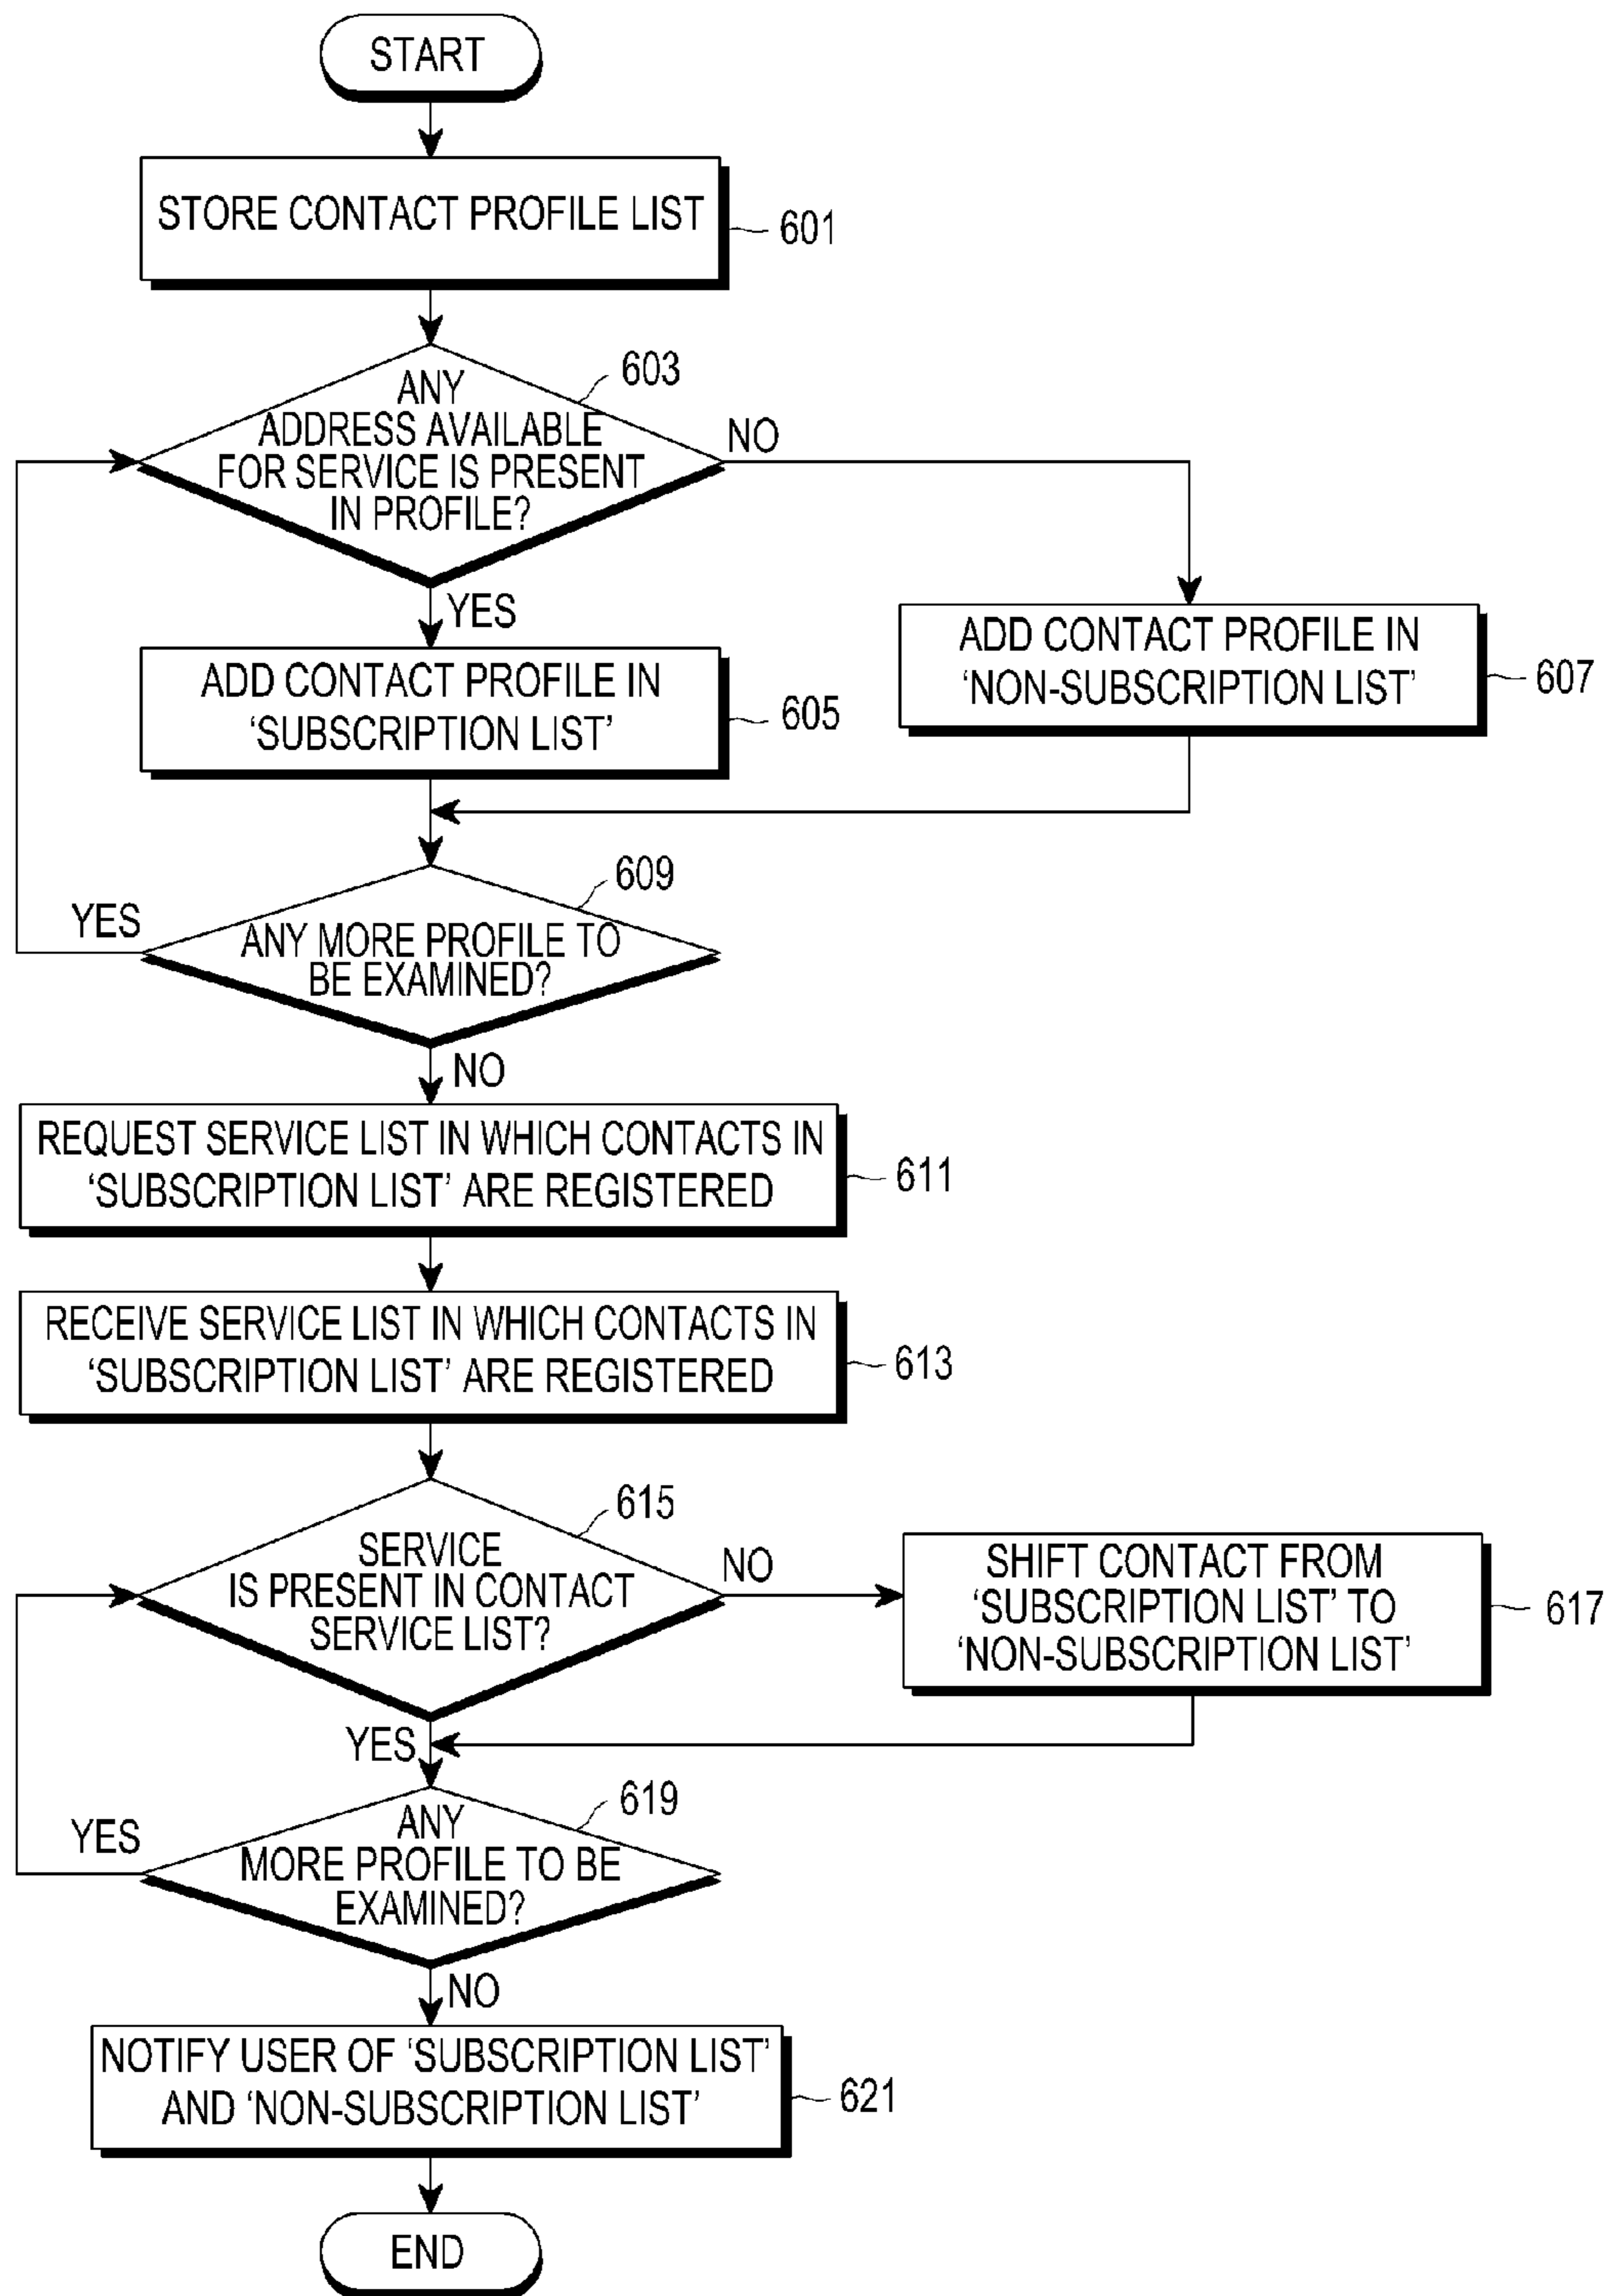 START
STORE CONTACT PROFILE LIST
601
603
ANY
ADDRESS AVAILABLE
FOR SERVICE IS PRESENT
IN PROFILE?
NO
YES
ADD CONTACT PROFILE IN
‘SUBSCRIPTION LIST’
605
ADD CONTACT PROFILE IN
‘NON-SUBSCRIPTION LIST’
607
609
YES
ANY MORE PROFILE TO
BE EXAMINED?
NO
REQUEST SERVICE LIST IN WHICH CONTACTS IN
‘SUBSCRIPTION LIST’ ARE REGISTERED
611
RECEIVE SERVICE LIST IN WHICH CONTACTS IN
‘SUBSCRIPTION LIST’ ARE REGISTERED
613
615
SERVICE
IS PRESENT IN CONTACT
SERVICE LIST?
NO
SHIFT CONTACT FROM
‘SUBSCRIPTION LIST’ TO
‘NON-SUBSCRIPTION LIST’
617
YES
619
YES
ANY
MORE PROFILE TO BE
EXAMINED?
NO
NOTIFY USER OF ‘SUBSCRIPTION LIST’
AND ‘NON-SUBSCRIPTION LIST’
621
END